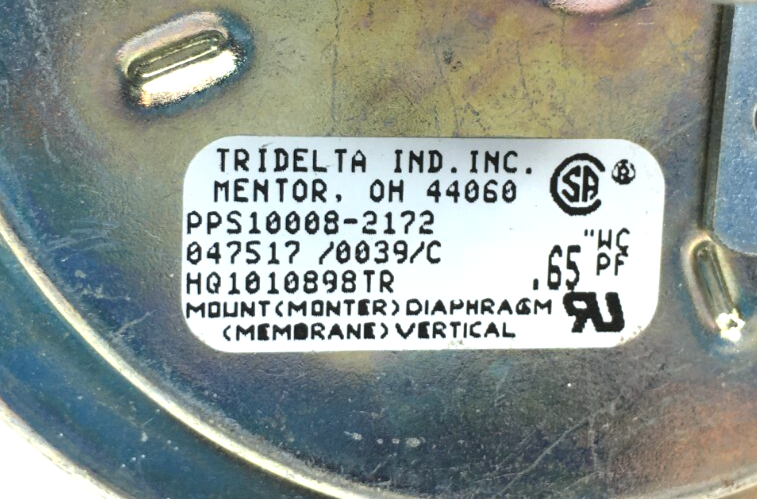 TRIDELTA IND. INC.
MENTOR, OH 44060
PPS10008-2172
047517 /0039/C
HQ1010898TR
.65 "WC PF
MOUNT(MONTER)DIAPHRAGM
(MEMBRANE)VERTICAL
SA ®